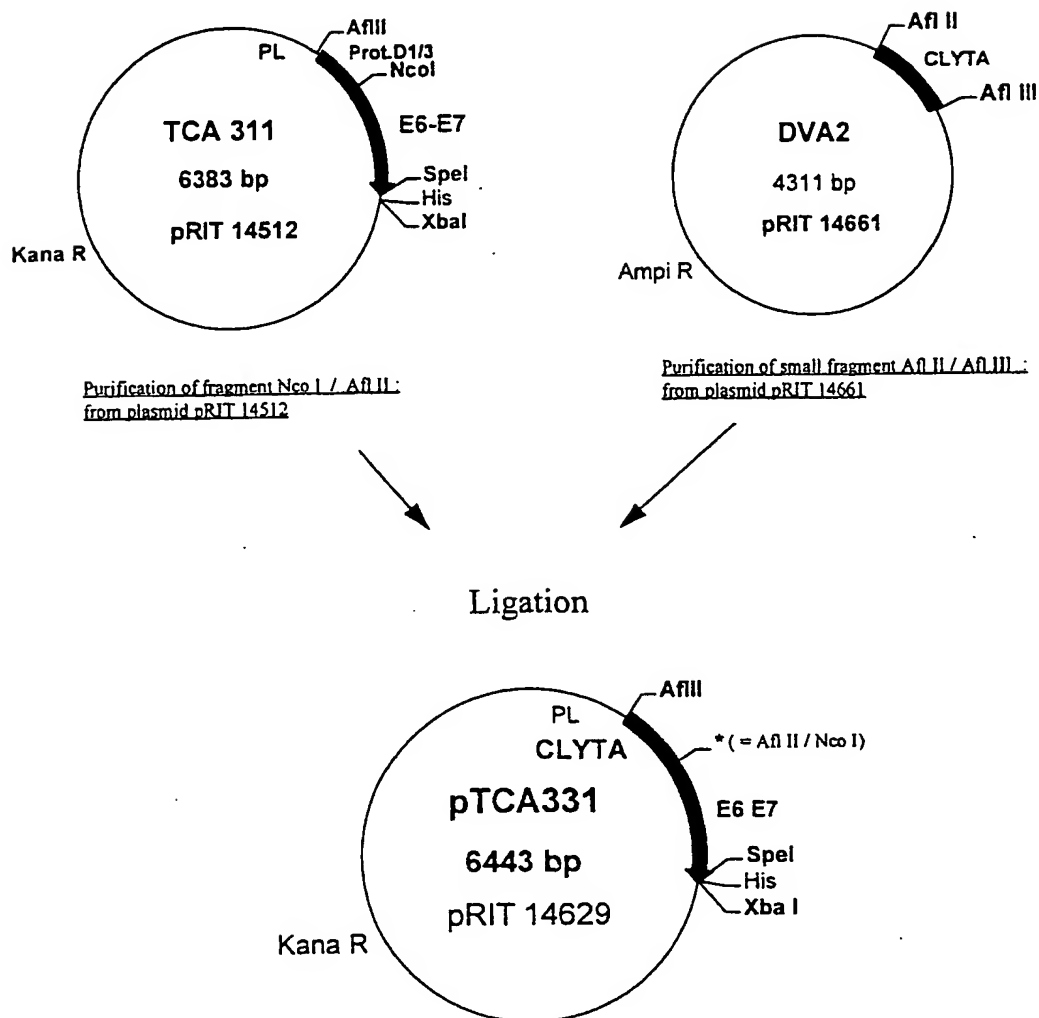 AflII
PL
Prot.D1/3
NcoI
E6-E7
TCA 311
6383 bp
pRIT 14512
SpeI
His
XbaI
Kana R
Afl II
CLYTA
Afl III
DVA2
4311 bp
pRIT 14661
Ampi R
Purification of fragment Nco I / Afl II :
from plasmid pRIT 14512
Purification of small fragment Afl II / Afl III :
from plasmid pRIT 14661
Ligation
AflII
PL
CLYTA
* ( = Afl II / Nco I)
pTCA331
E6 E7
6443 bp
SpeI
His
Xba I
pRIT 14629
Kana R